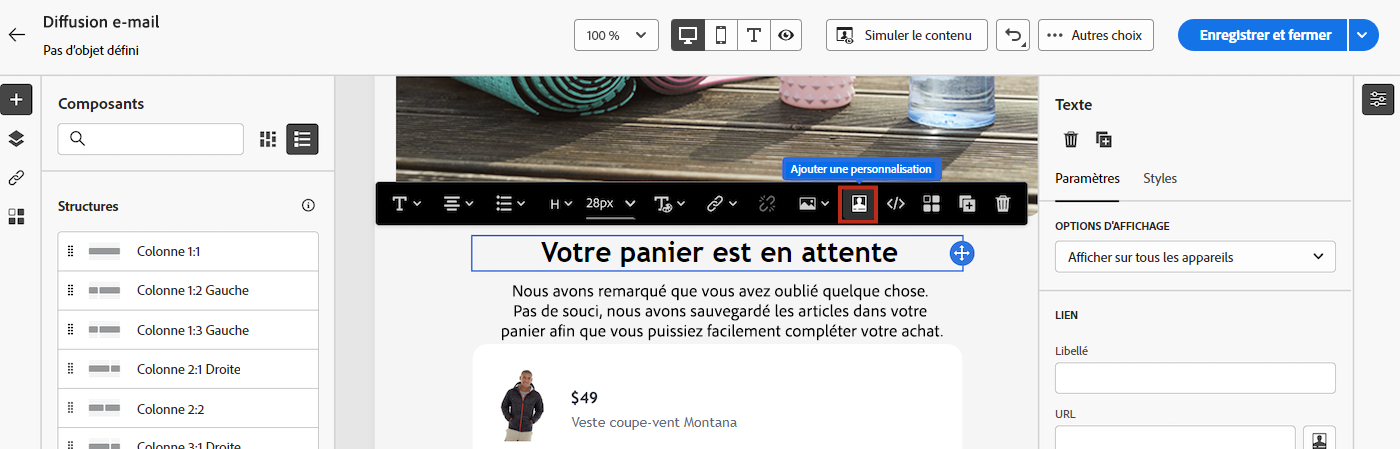 Diffusion e-mail
Pas d'objet défini
100 %
T
Simuler le contenu
Autres choix
Enregistrer et fermer
Composants
Structures
Colonne 1:1
Colonne 1:2 Gauche
Colonne 1:3 Gauche
Colonne 2:1 Droite
Colonne 2:2
Colonne 3:1 Droite
Ajouter une personnalisation
T
H
28px
T
Votre panier est en attente
Nous avons remarqué que vous avez oublié quelque chose.
Pas de souci, nous avons sauvegardé les articles dans votre
panier afin que vous puissiez facilement compléter votre achat.
$49
Veste coupe-vent Montana
Texte
Paramètres Styles
OPTIONS D'AFFICHAGE
Afficher sur tous les appareils
LIEN
Libellé
URL